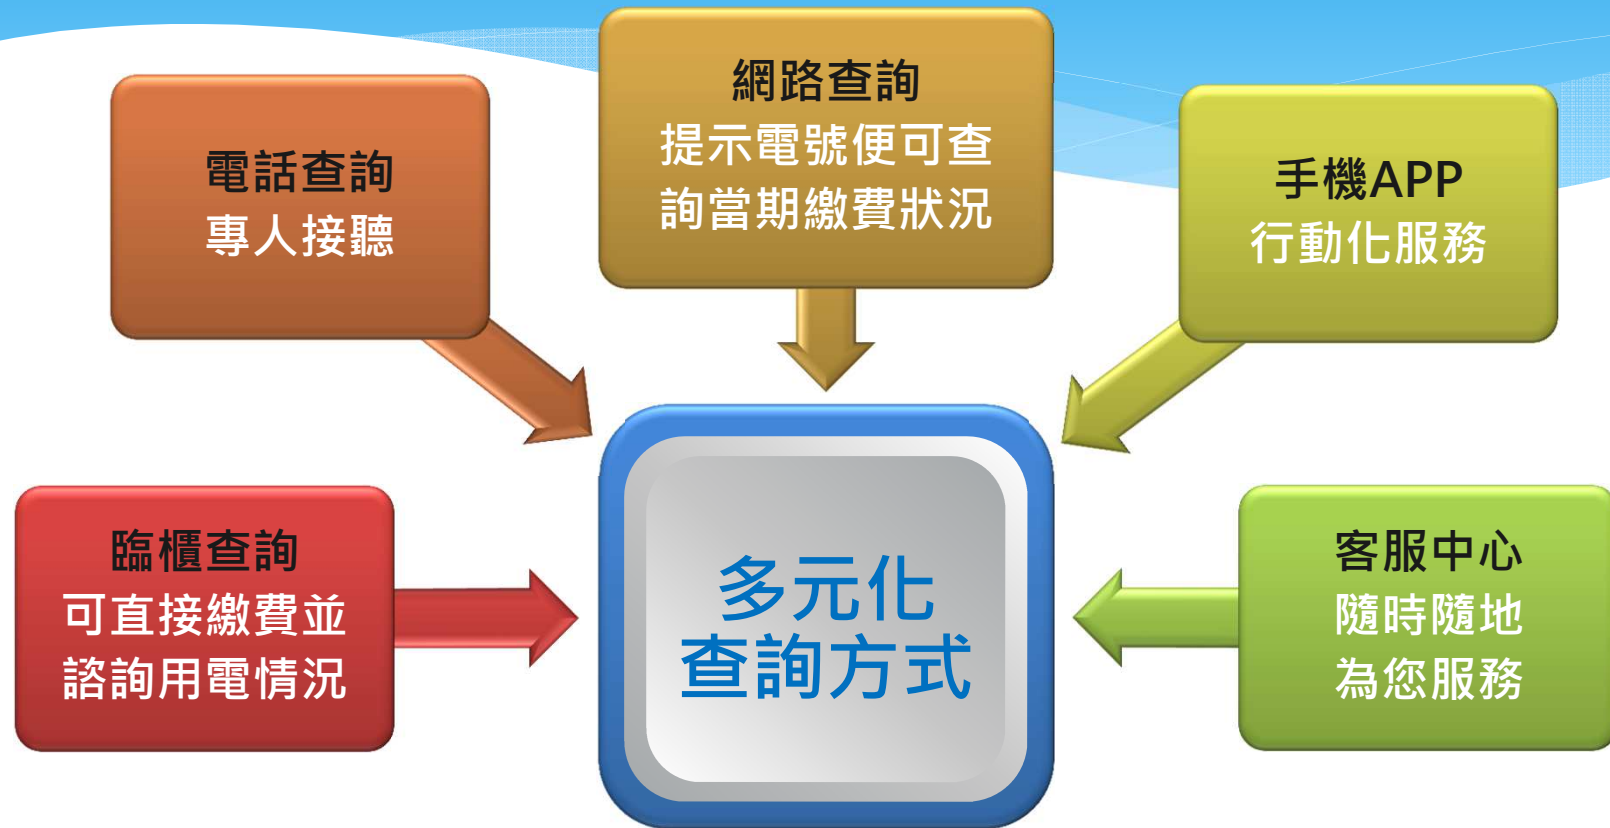 電話查詢
專人接聽
網路查詢
提示電號便可查
詢當期繳費狀況
手機APP
行動化服務
臨櫃查詢
可直接繳費並
諮詢用電情況
多元化
查詢方式
客服中心
隨時隨地
為您服務